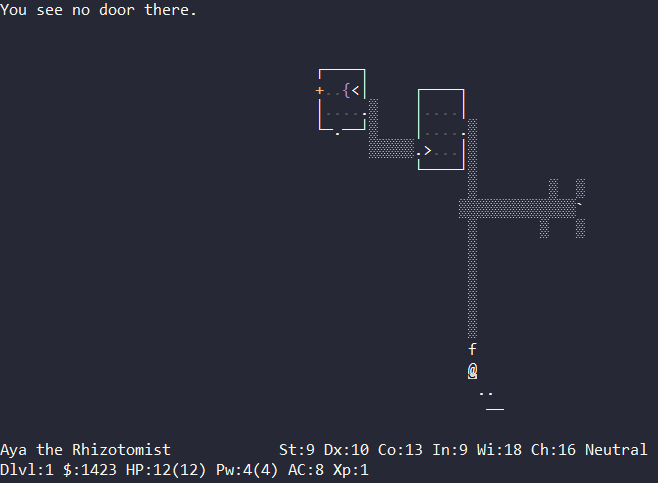 You see no door there.
Aya the Rhizotomist St:9 Dx:10 Co:13 In:9 Wi:18 Ch:16 Neutral
Dlvl:1 $:1423 HP:12(12) Pw:4(4) AC:8 Xp:1